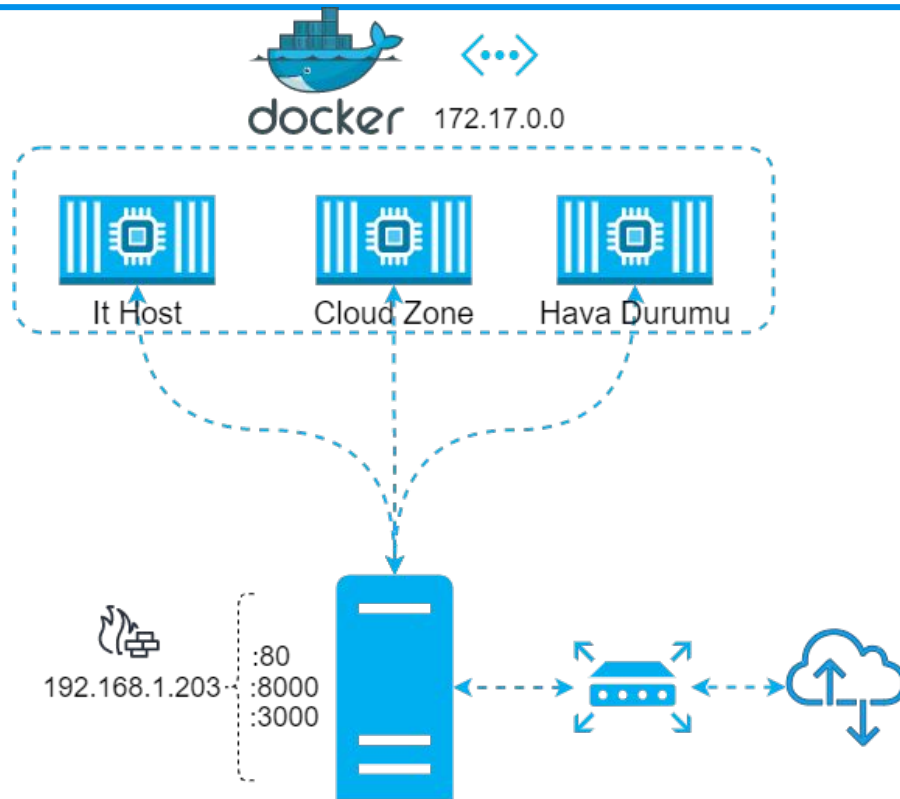 docker
172.17.0.0
It Host
Cloud Zone
Hava Durumu
:80
192.168.1.203
:8000
:3000